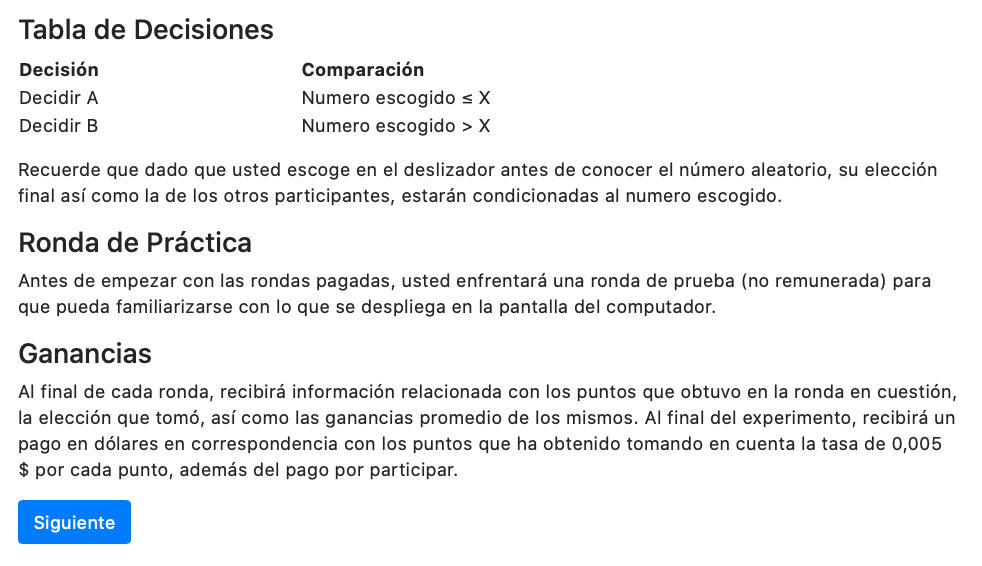 Tabla de Decisiones
Decisión Comparación
Decidir A Numero escogido ≤ X
Decidir B Numero escogido > X
Recuerde que dado que usted escoge en el deslizador antes de conocer el número aleatorio, su elección
final así como la de los otros participantes, estarán condicionadas al numero escogido.
Ronda de Práctica
Antes de empezar con las rondas pagadas, usted enfrentará una ronda de prueba (no remunerada) para
que pueda familiarizarse con lo que se despliega en la pantalla del computador.
Ganancias
Al final de cada ronda, recibirá información relacionada con los puntos que obtuvo en la ronda en cuestión,
la elección que tomó, así como las ganancias promedio de los mismos. Al final del experimento, recibirá un
pago en dólares en correspondencia con los puntos que ha obtenido tomando en cuenta la tasa de 0,005
$ por cada punto, además del pago por participar.
Siguiente